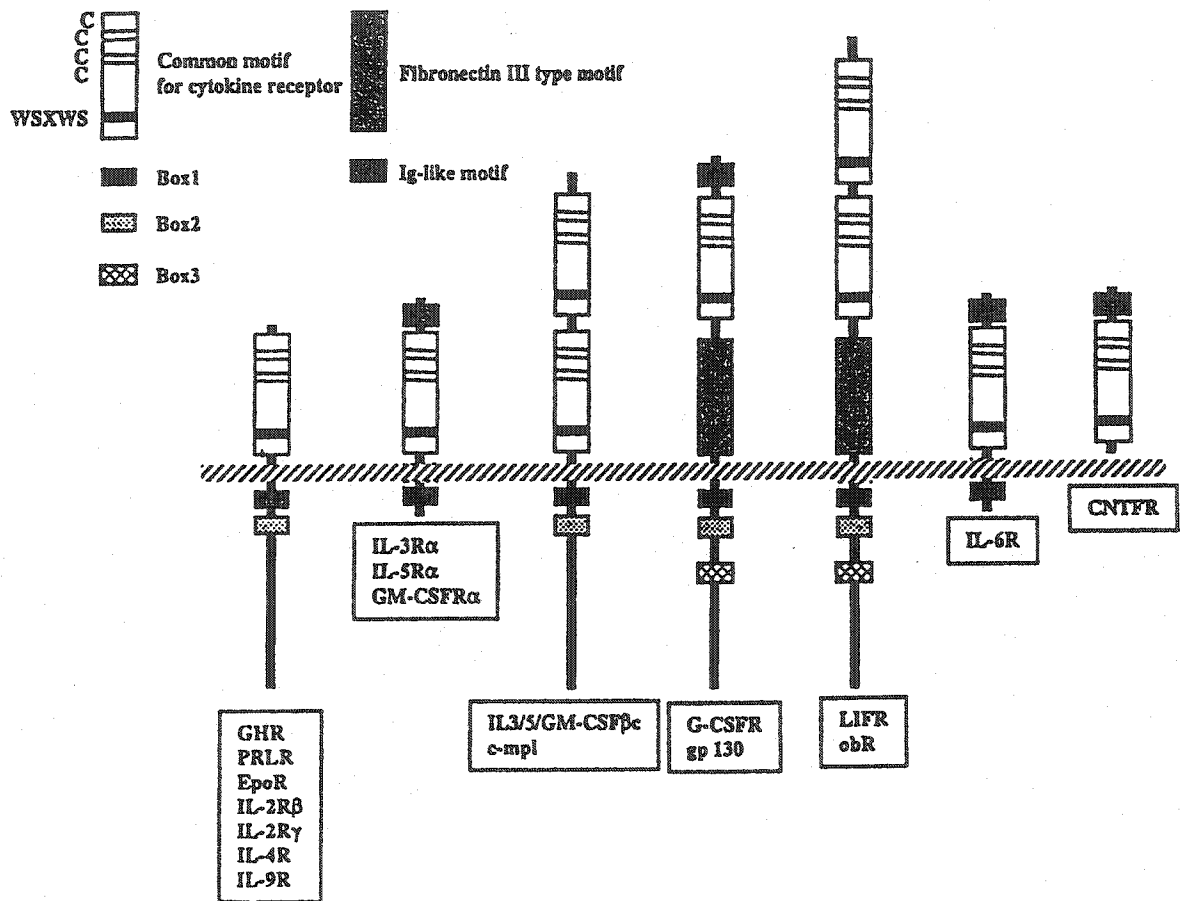 C
C
C
C
WSXWS
Common motif
for cytokine receptor
Fibronectin III type motif
Box1
Ig-like motif
Box2
Box3
GHR
PRLR
EpoR
IL-2Rβ
IL-2Rγ
IL-4R
IL-9R
IL-3Rα
IL-5Rα
GM-CSFRα
IL3/5/GM-CSFβc
c-mpl
G-CSFR
gp 130
LIFR
obR
IL-6R
CNTFR